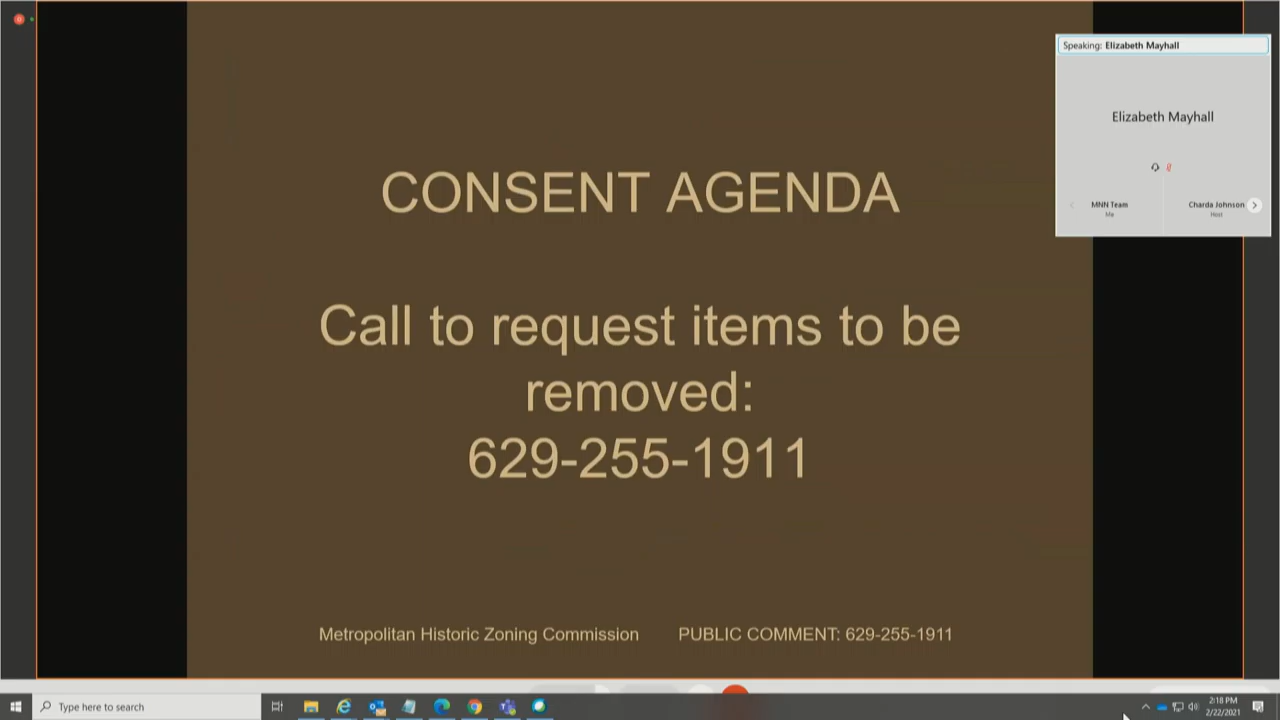 Speaking: Elizabeth Mayhall
Elizabeth Mayhall
MNN Team
Me
Charda Johnson
Host
CONSENT AGENDA
Call to request items to be
removed:
629-255-1911
Metropolitan Historic Zoning Commission PUBLIC COMMENT: 629-255-1911
Type here to search
2:18 PM
2/22/2021